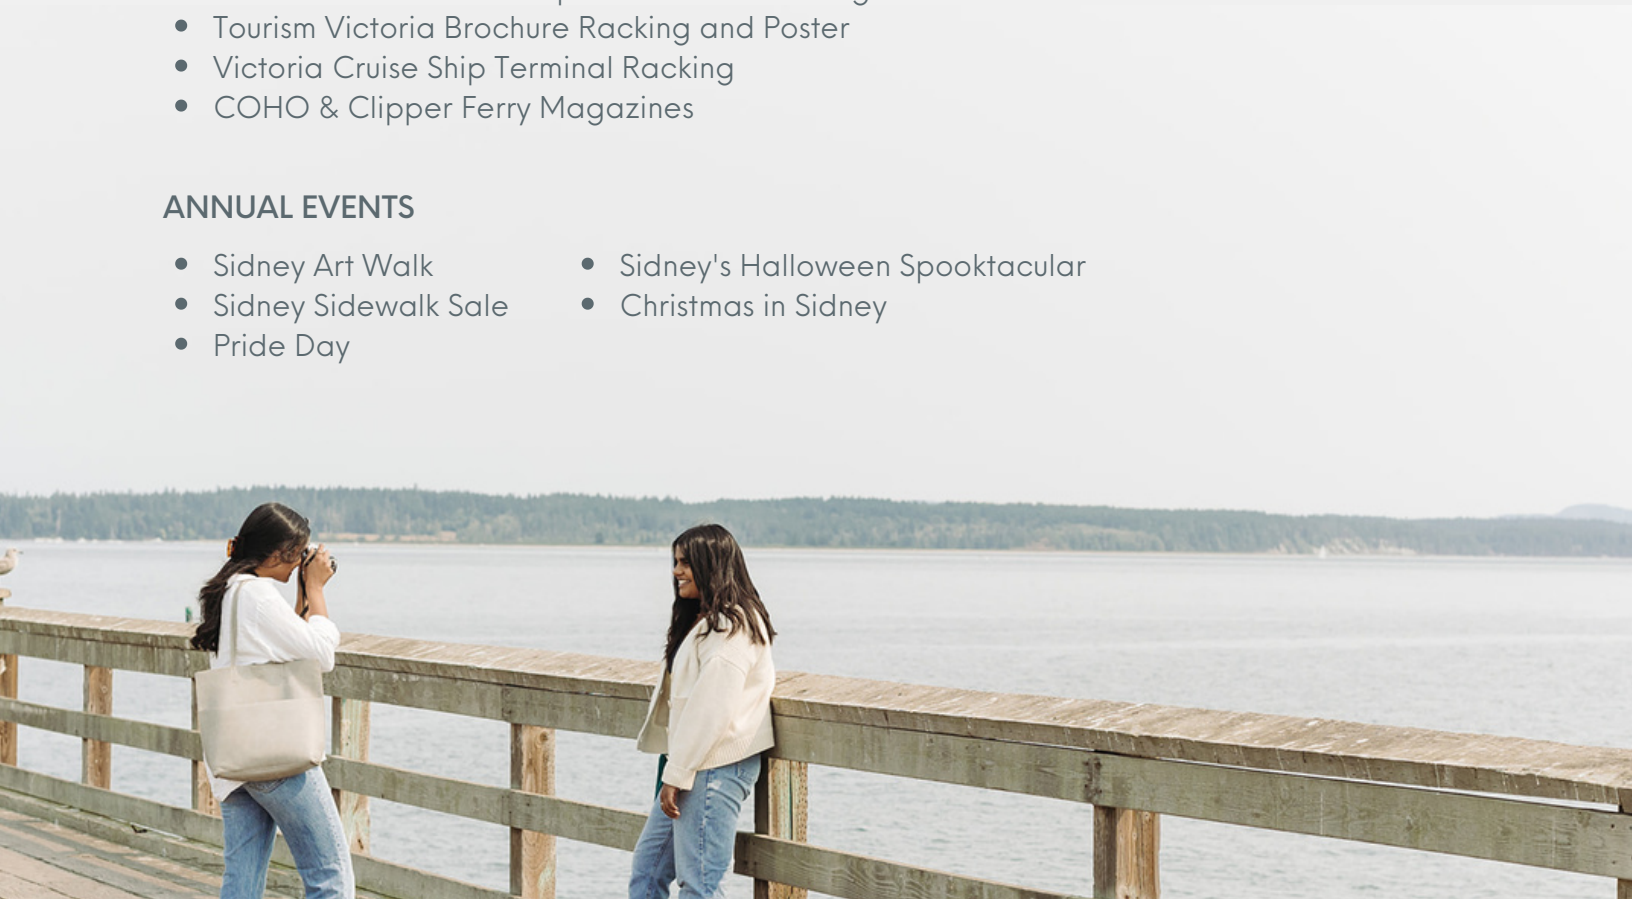 Tourism Victoria Brochure Racking and Poster
Victoria Cruise Ship Terminal Racking
COHO & Clipper Ferry Magazines
ANNUAL EVENTS
Sidney Art Walk
Sidney Sidewalk Sale
Pride Day
Sidney's Halloween Spooktacular
Christmas in Sidney